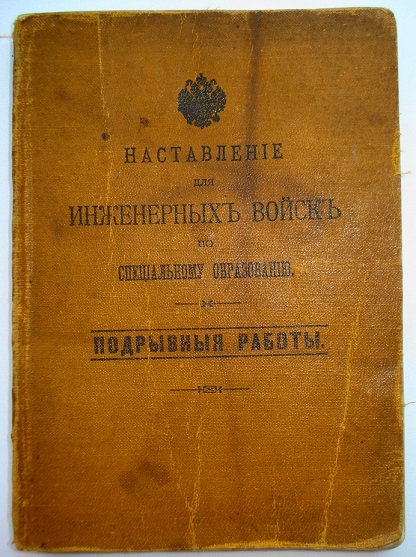 НАСТАВЛЕНІЕ
ДЛЯ
ИНЖЕНЕРНЫХЪ ВОЙСКЪ
ПО
СПЕЦІАЛЬНОМУ ОБРАЗОВАНІЮ.
ПОДРЫВНЫЯ РАБОТЫ.